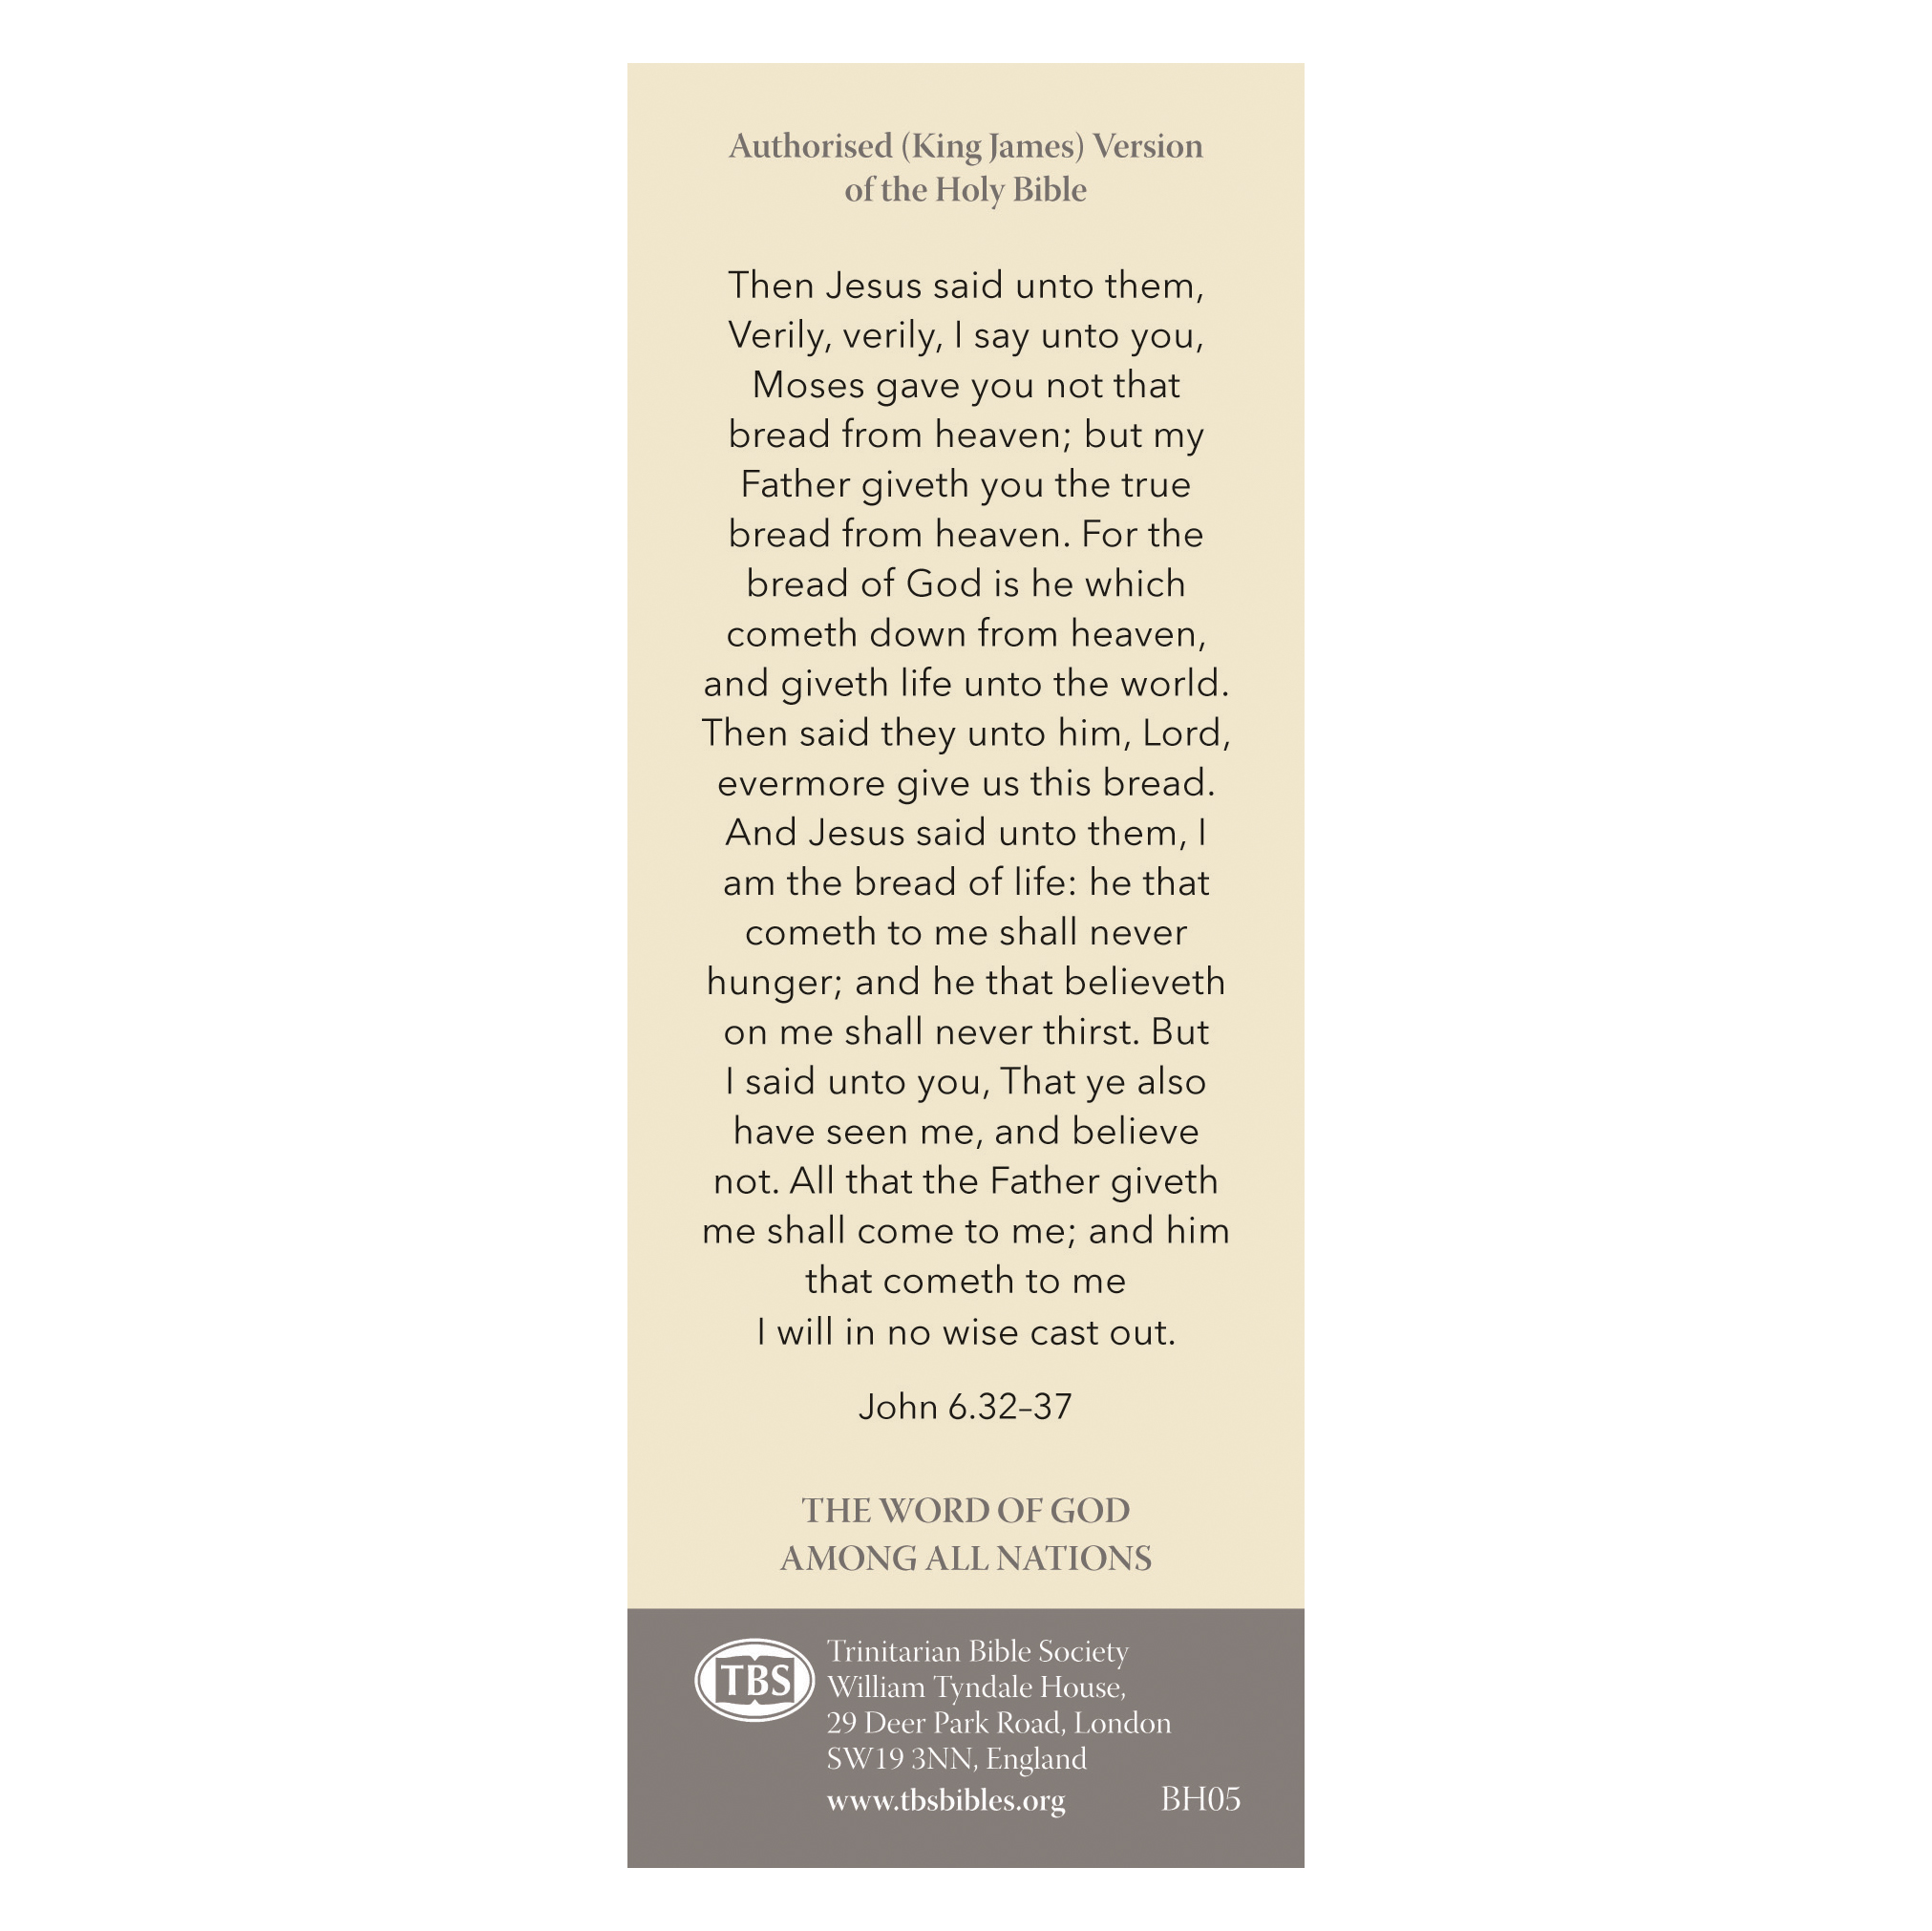 Authorised (King James) Version
of the Holy Bible
Then Jesus said unto them,
Verily, verily, I say unto you,
Moses gave you not that
bread from heaven; but my
Father giveth you the true
bread from heaven. For the
bread of God is he which
cometh down from heaven,
and giveth life unto the world.
Then said they unto him, Lord,
evermore give us this bread.
And Jesus said unto them, I
am the bread of life: he that
cometh to me shall never
hunger; and he that believeth
on me shall never thirst. But
I said unto you, That ye also
have seen me, and believe
not. All that the Father giveth
me shall come to me; and him
that cometh to me
I will in no wise cast out.
John 6.32–37
THE WORD OF GOD
AMONG ALL NATIONS
TBS
Trinitarian Bible Society
William Tyndale House,
29 Deer Park Road, London
SW19 3NN, England
www.tbsbibles.org
BH05